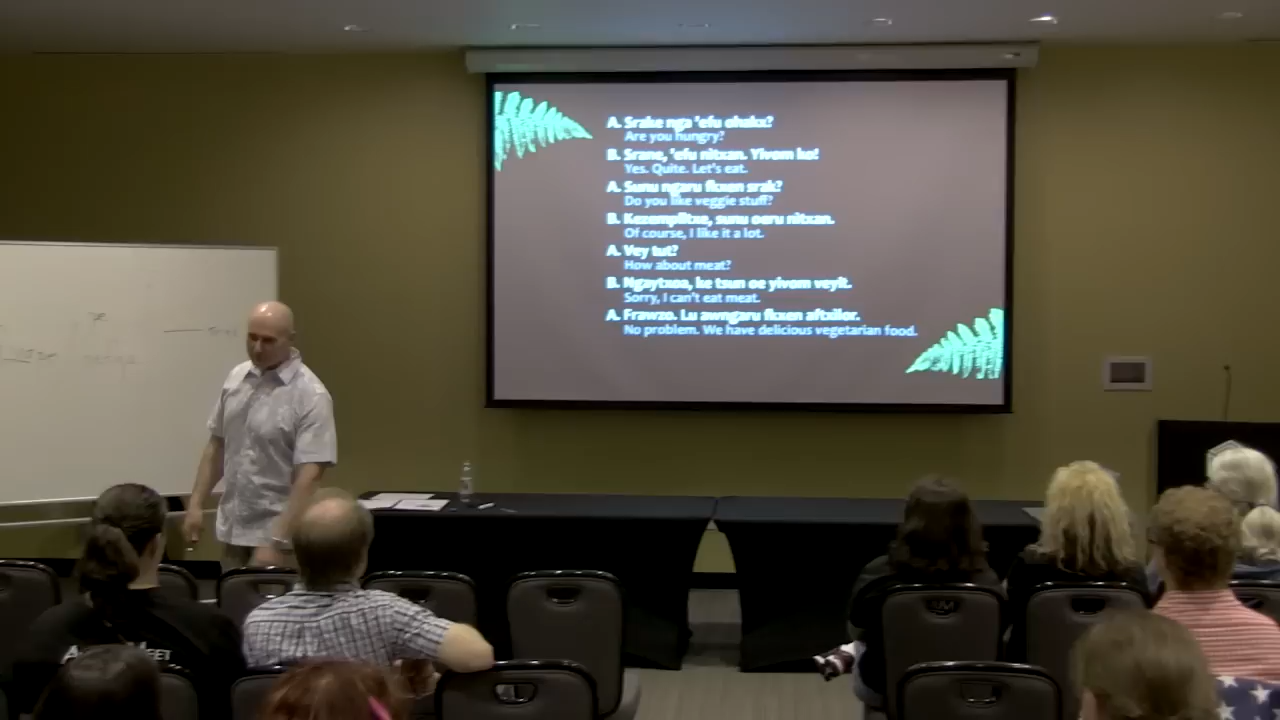 A. Srake nga 'efu ohakx?
Are you hungry?
B. Srane, 'efu nitxan. Yivom ko!
Yes. Quite. Let's eat.
A. Sunu ngaru fkxen srak?
Do you like veggie stuff?
B. Kezemplltxe, sunu oeru nitxan.
Of course, I like it a lot.
A. Vey tut?
How about meat?
B. Ngaytxoa, ke tsun oe yivom veyit.
Sorry, I can't eat meat.
A. Frawzo. Lu awngaru fkxen aftxilor.
No problem. We have delicious vegetarian food.
Meet